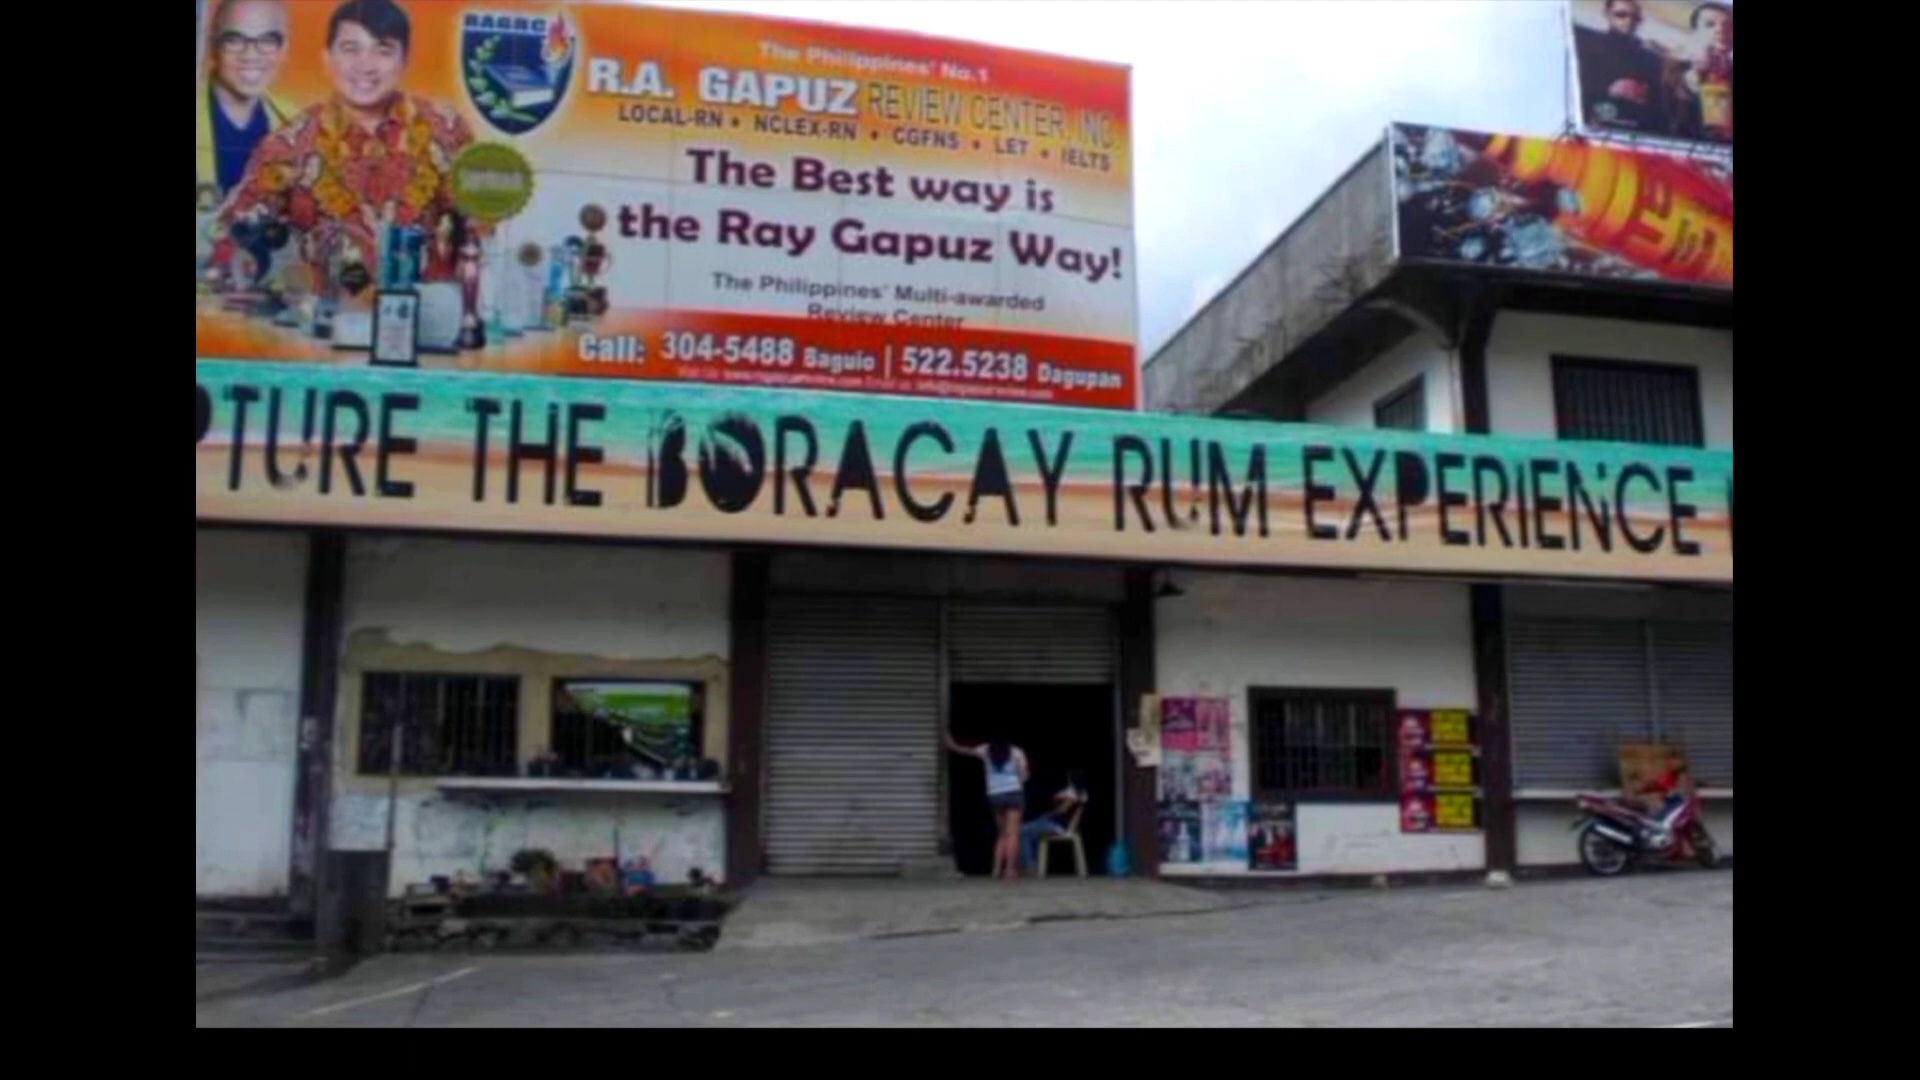 RAGRC
The Philippines' No.1
R.A. GAPUZ REVIEW CENTER, INC.
LOCAL-RN • NCLEX-RN • CGFNS • LET • IELTS
The Best way is
the Ray Gapuz Way!
The Philippines' Multi-awarded
Review Center
Call: 304-5488 Baguio | 522.5238 Dagupan
PTURE THE BORACAY RUM EXPERIENCE